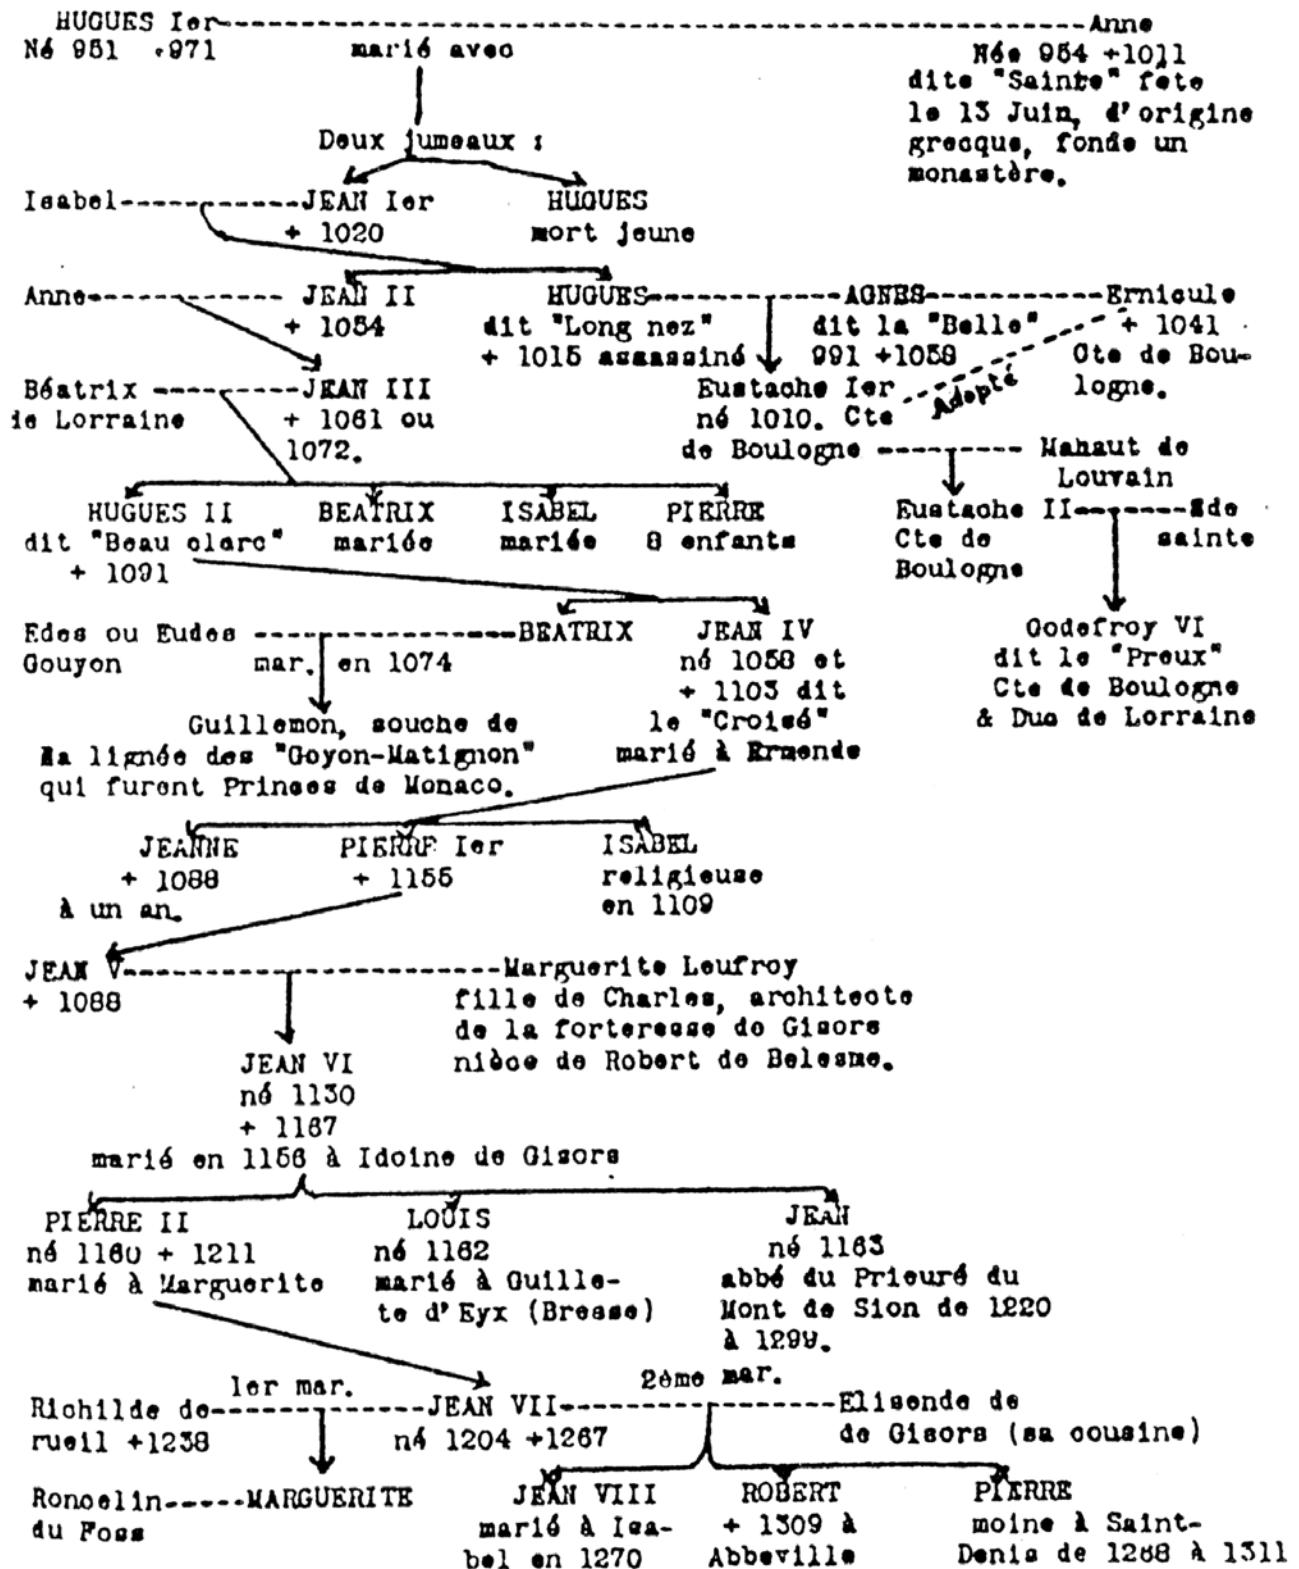 HUGUES Ier--------Anne
Né 951 +971 marié avec Née 954 +1011
dite "Sainte" fête
le 13 Juin, d'origine
grecque, fonde un
monastère.
Deux jumeaux :
Isabel--------JEAN Ier HUGUES
+ 1020 mort jeune
Anne-------- JEAN II HUGUES--------AGNES--------Ernicule
+ 1054 dit "Long nez" dit la "Belle" + 1041
+ 1015 assassiné 991 +1058 Cte de Bou-
logne.
Adopté
Béatrix --------JEAN III Eustache Ier
de Lorraine + 1061 ou né 1010. Cte
1072. de Boulogne -------- Mahaut de
Louvain
HUGUES II BEATRIX ISABEL PIERRE Eustache II--------Ide
dit "Beau clerc" mariée mariée 8 enfants Cte de sainte
+ 1091 Boulogne
Edes ou Eudes --------BEATRIX JEAN IV Godefroy VI
Gouyon mar. en 1074 né 1058 et dit le "Preux"
+ 1103 dit Cte de Boulogne
Guillemon, souche de le "Croisé" & Duc de Lorraine
la lignée des "Goyon-Matignon" marié à Ermende
qui furent Princes de Monaco.
JEANNE PIERRE Ier ISABEL
+ 1088 + 1155 religieuse
à un an. en 1109
JEAN V--------Marguerite Leufroy
+ 1088 fille de Charles, architecte
de la forteresse de Gisors
JEAN VI nièce de Robert de Belesme.
né 1130
+ 1167
marié en 1156 à Idoine de Gisors
PIERRE II LOUIS JEAN
né 1160 + 1211 né 1162 né 1163
marié à Marguerite marié à Guille- abbé du Prieuré du
te d'Eyx (Bresse) Mont de Sion de 1220
à 1299.
1er mar. 2ème mar.
Richilde de--------JEAN VII--------Elisende de
rueil +1238 né 1204 +1267 de Gisors (sa cousine)
Roncelin-----MARGUERITE JEAN VIII ROBERT PIERRE
du Foss marié à Isa- + 1309 à moine à Saint-
bel en 1270 Abbeville Denis de 1268 à 1311